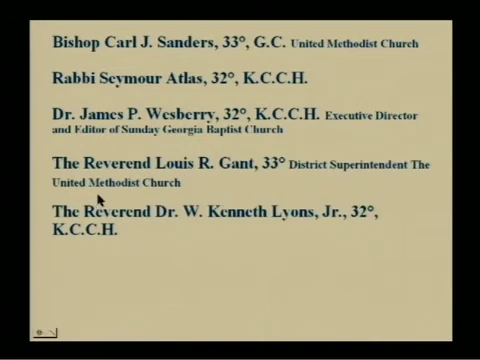 Bishop Carl J. Sanders, 33°, G.C. United Methodist Church
Rabbi Seymour Atlas, 32°, K.C.C.H.
Dr. James P. Wesberry, 32°, K.C.C.H. Executive Director
and Editor of Sunday Georgia Baptist Church
The Reverend Louis R. Gant, 33° District Superintendent The
United Methodist Church
The Reverend Dr. W. Kenneth Lyons, Jr., 32°,
K.C.C.H.